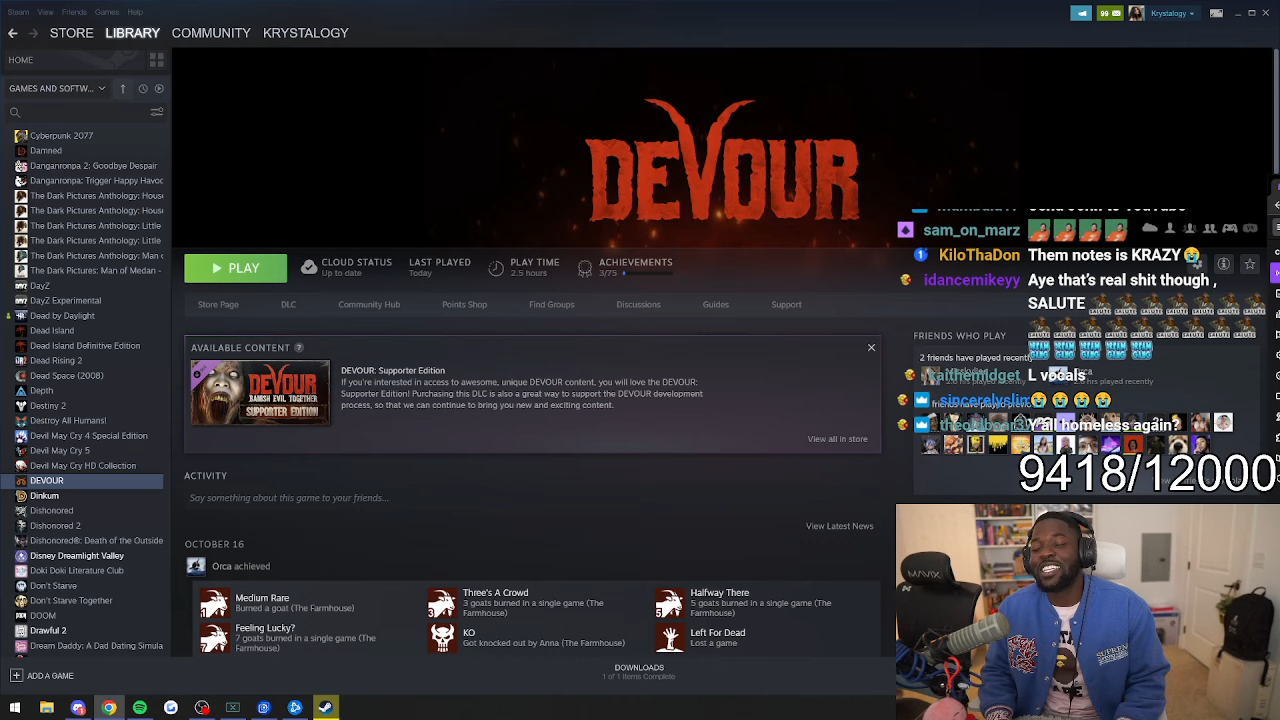 Steam View Friends Games Help
99 Krystalogy
STORE LIBRARY COMMUNITY KRYSTALOGY
HOME
GAMES AND SOFTW...
Cyberpunk 2077
Damned
Danganronpa 2: Goodbye Despair
Danganronpa: Trigger Happy Havoc
The Dark Pictures Anthology: House
The Dark Pictures Anthology: House
The Dark Pictures Anthology: Little
The Dark Pictures Anthology: Little
The Dark Pictures Anthology: Man of
The Dark Pictures: Man of Medan -
DayZ
DayZ Experimental
Dead by Daylight
Dead Island
Dead Island Definitive Edition
Dead Rising 2
Dead Space (2008)
Depth
Destiny 2
Destroy All Humans!
Devil May Cry 4 Special Edition
Devil May Cry 5
Devil May Cry HD Collection
DEVOUR
Dinkum
Dishonored
Dishonored 2
Dishonored®: Death of the Outside
Disney Dreamlight Valley
Doki Doki Literature Club
Don't Starve
Don't Starve Together
DOOM
Drawful 2
Dream Daddy: A Dad Dating Simula
ADD A GAME
DEVOUR
PLAY
CLOUD STATUS
Up to date
LAST PLAYED
Today
PLAY TIME
2.5 hours
ACHIEVEMENTS
3/75
Store Page DLC Community Hub Points Shop Find Groups Discussions Guides Support
AVAILABLE CONTENT ?
DEVOUR
BANISH EVIL TOGETHER
SUPPORTER EDITION
DEVOUR: Supporter Edition
If you're interested in access to awesome, unique DEVOUR content, you will love the DEVOUR:
Supporter Edition! Purchasing this DLC is also a great way to support the DEVOUR development
process, so that we can continue to bring you new and exciting content.
View all in store
ACTIVITY
Say something about this game to your friends...
View Latest News
OCTOBER 16
Orca achieved
Medium Rare
Burned a goat (The Farmhouse)
Three's A Crowd
3 goats burned in a single game (The
Farmhouse)
Halfway There
5 goats burned in a single game (The
Farmhouse)
Feeling Lucky?
7 goats burned in a single game (The
Farmhouse)
KO
Got knocked out by Anna (The Farmhouse)
Left For Dead
Lost a game
DOWNLOADS
1 of 1 Items Complete
sam_on_marz
KiloThaDon Them notes is KRAZY
idancemikeyy Aye that's real shit though ,
SALUTE
FRIENDS WHO PLAY
2 friends have played recently
kaithemidget L vocals
sincerelyslim
Y'all homeless again?
9418/12000
MAVIX
SUPREME